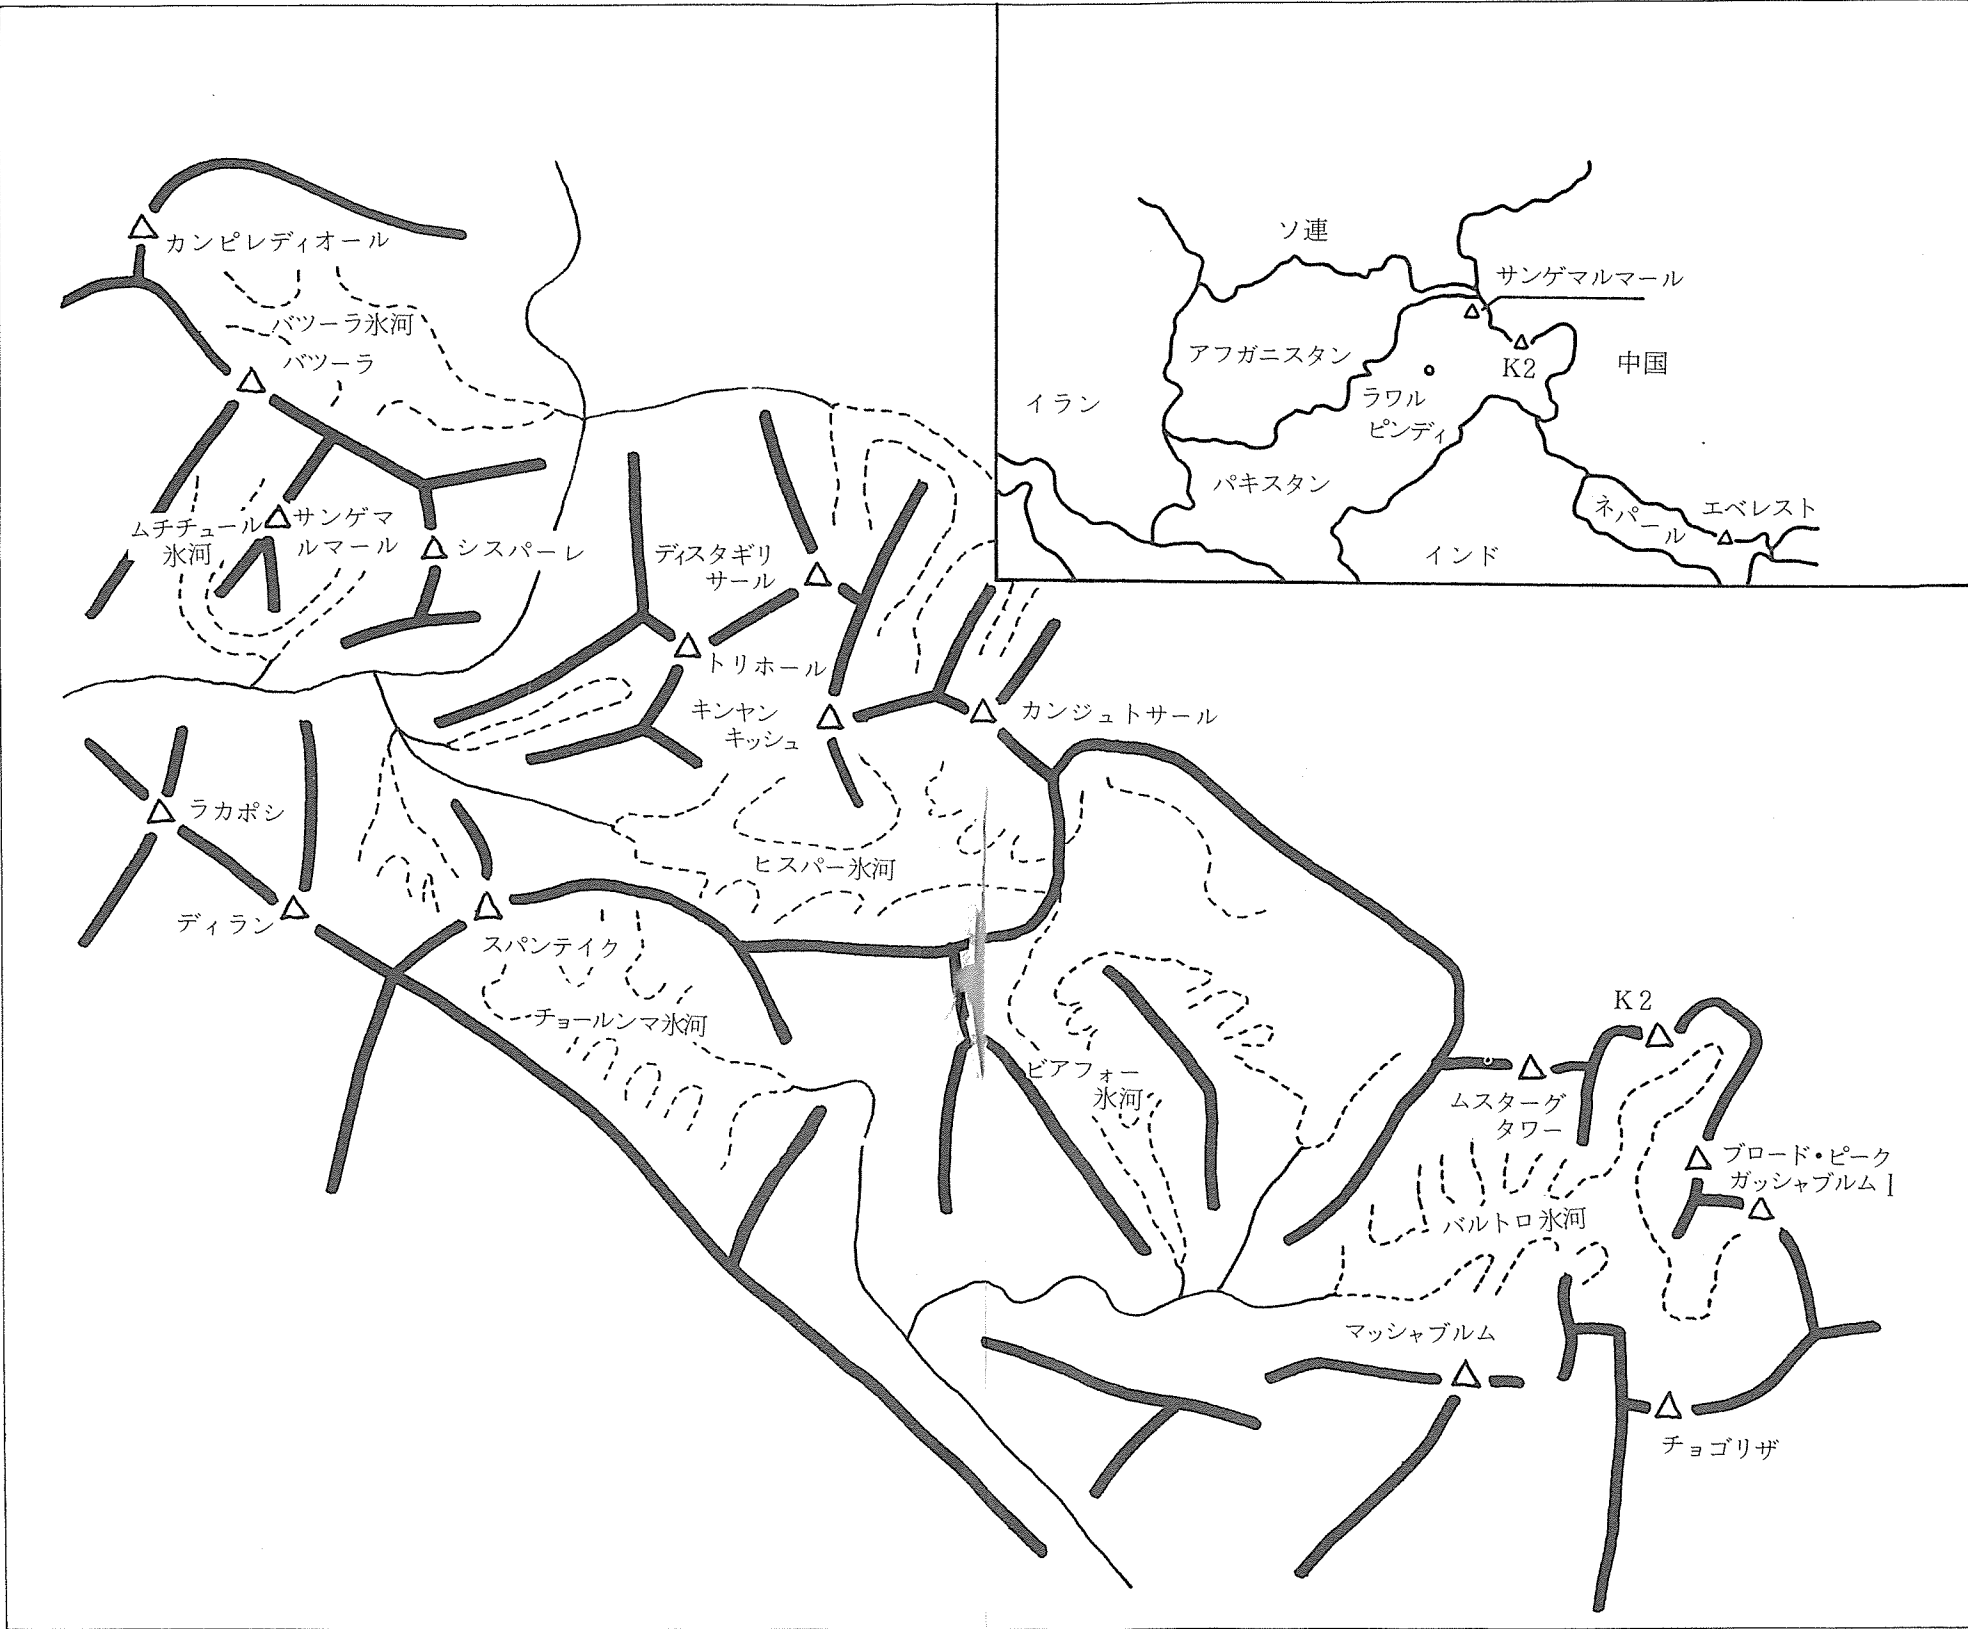 カンピレディオール
バツーラ氷河
バツーラ
ムチチュール
氷河
サンゲマ
ルマール
シスパーレ
ディスタギリ
サール
トリホール
キンヤン
キッシュ
カンジュトサール
ラカポシ
ディラン
ヒスパー氷河
スパンテイク
チョールンマ氷河
ビアフォー
氷河
K2
ムスターグ
タワー
ブロード・ピーク
ガッシャブルムI
バルトロ氷河
マッシャブルム
チョゴリザ
ソ連
サンゲマルマール
アフガニスタン
K2
中国
イラン
ラワル
ピンディ
パキスタン
インド
ネパール
エベレスト